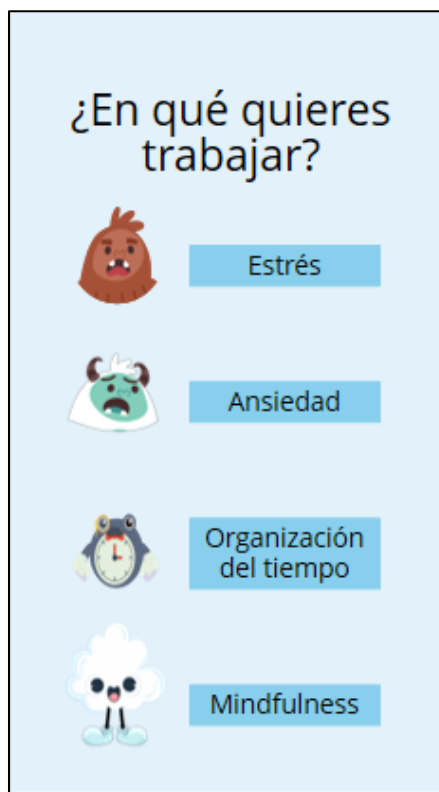 ¿En qué quieres
trabajar?
Estrés
Ansiedad
Organización
del tiempo
Mindfulness